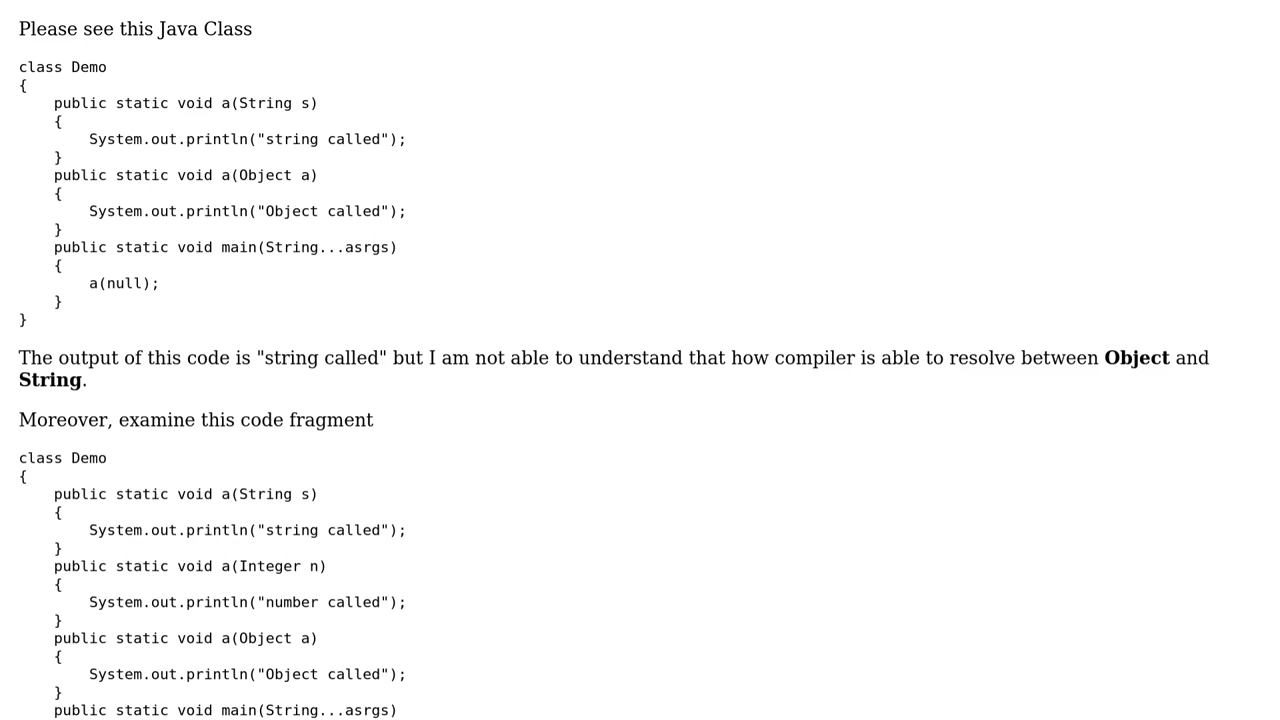 Please see this Java Class
class Demo
{
    public static void a(String s)
    {
        System.out.println("string called");
    }
    public static void a(Object a)
    {
        System.out.println("Object called");
    }
    public static void main(String...asrgs)
    {
        a(null);
    }
}
The output of this code is "string called" but I am not able to understand that how compiler is able to resolve between Object and
String.
Moreover, examine this code fragment
class Demo
{
    public static void a(String s)
    {
        System.out.println("string called");
    }
    public static void a(Integer n)
    {
        System.out.println("number called");
    }
    public static void a(Object a)
    {
        System.out.println("Object called");
    }
    public static void main(String...asrgs)